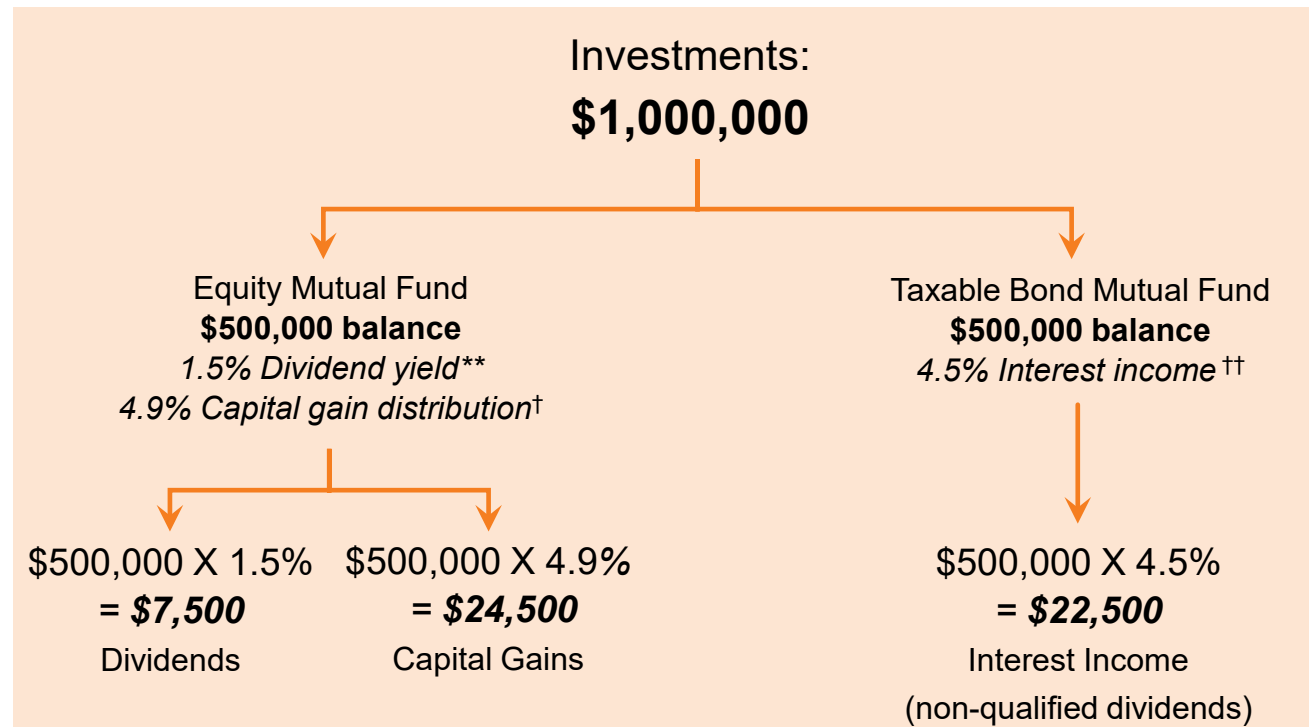 Investments:
$1,000,000
Equity Mutual Fund
$500,000 balance
1.5% Dividend yield**
4.9% Capital gain distribution†
Taxable Bond Mutual Fund
$500,000 balance
4.5% Interest income††
$500,000 X 1.5%
= $7,500
Dividends
$500,000 X 4.9%
= $24,500
Capital Gains
$500,000 X 4.5%
= $22,500
Interest Income
(non-qualified dividends)